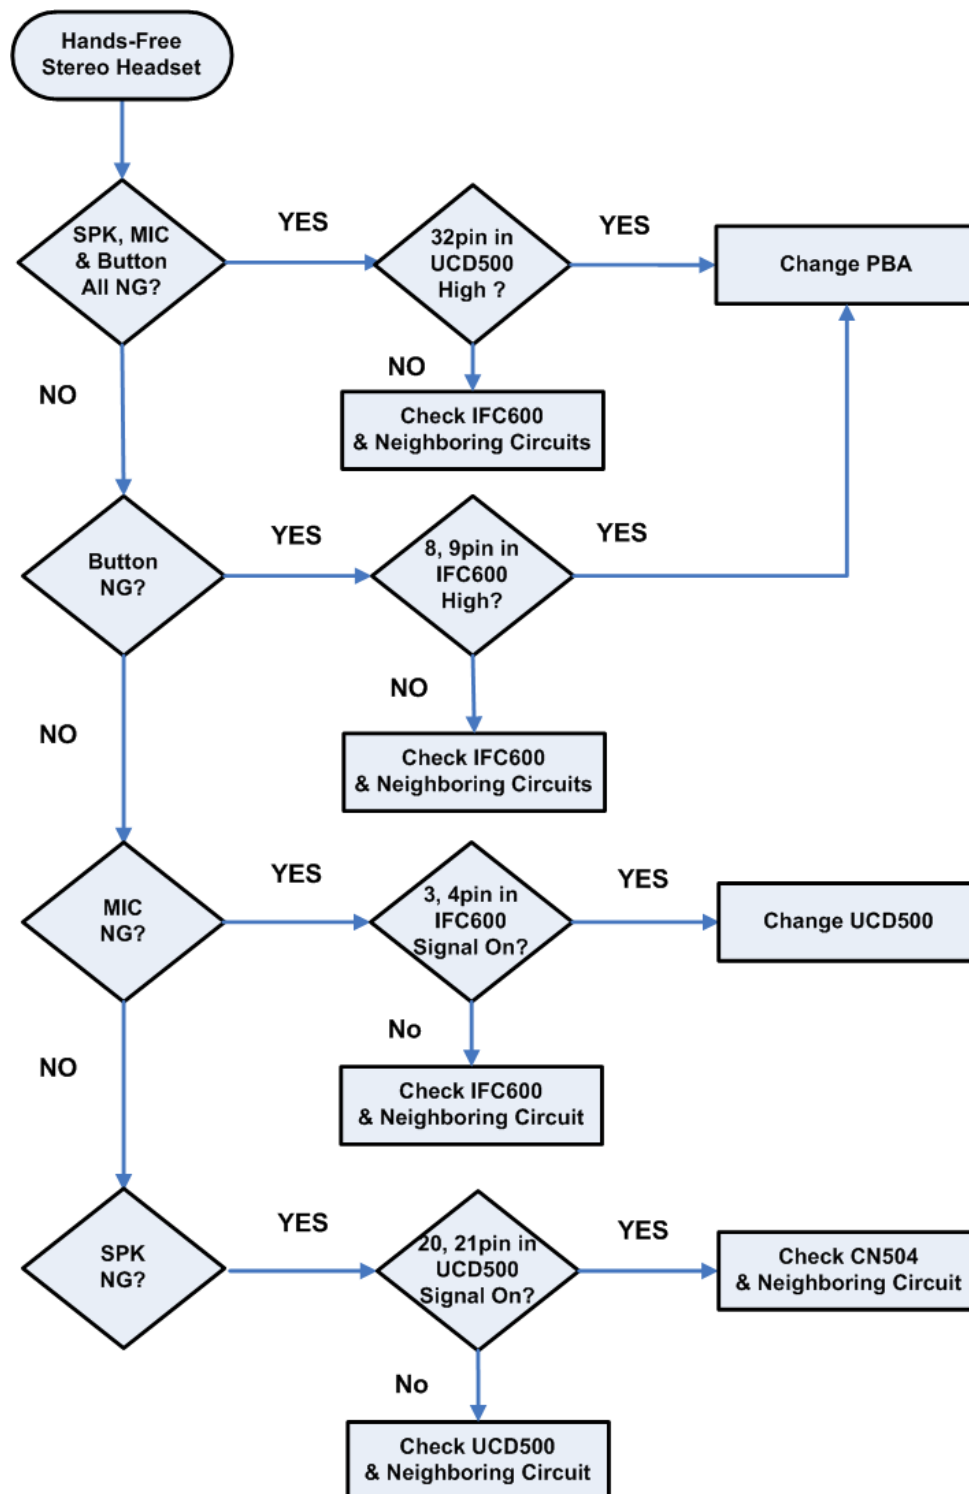 Hands-Free
Stereo Headset
SPK, MIC
& Button
All NG?
YES
32pin in
UCD500
High ?
YES
Change PBA
NO
NO
Check IFC600
& Neighboring Circuits
Button
NG?
YES
8, 9pin in
IFC600
High?
YES
NO
NO
Check IFC600
& Neighboring Circuits
MIC
NG?
YES
3, 4pin in
IFC600
Signal On?
YES
Change UCD500
NO
No
Check IFC600
& Neighboring Circuit
SPK
NG?
YES
20, 21pin in
UCD500
Signal On?
YES
Check CN504
& Neighboring Circuit
No
Check UCD500
& Neighboring Circuit